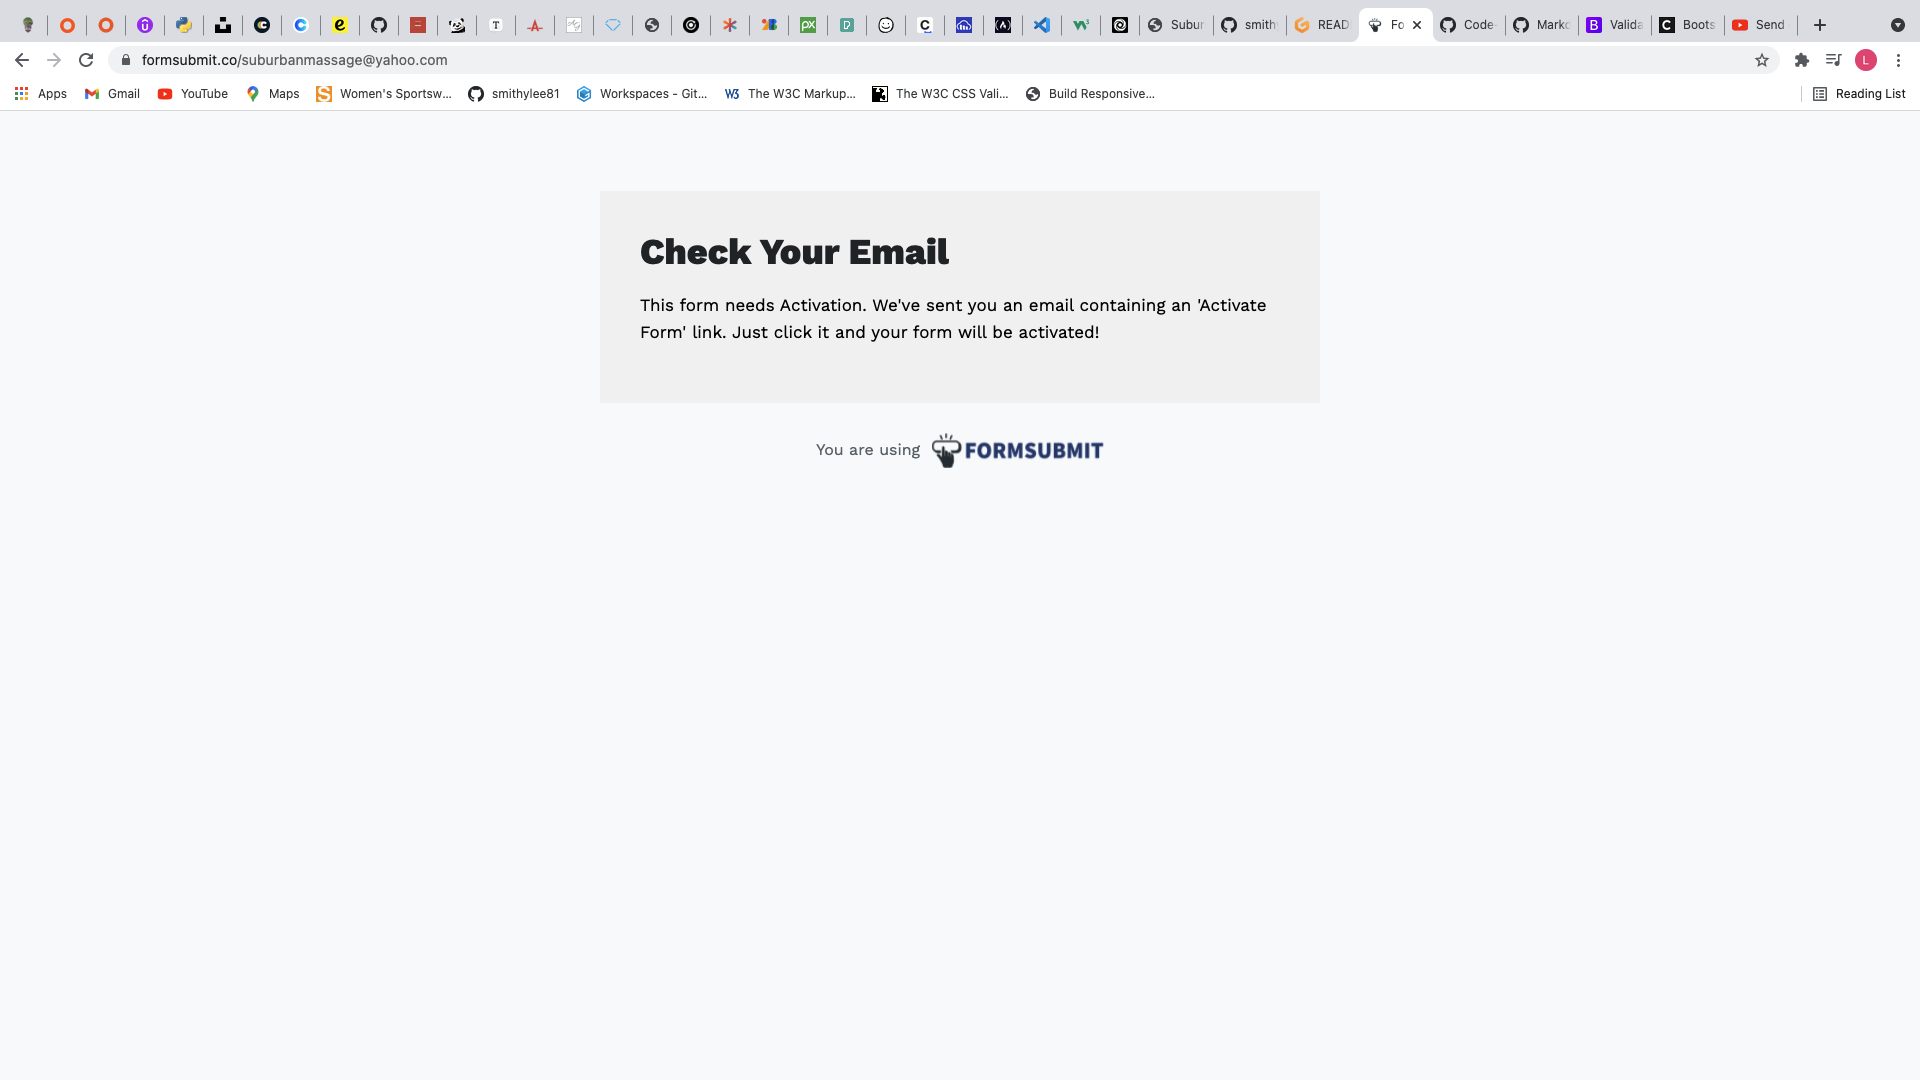 Subur
smith
READ
Fo
Code
Marko
Valida
Boots
Send
formsubmit.co/suburbanmassage@yahoo.com
L
Apps
Gmail
YouTube
Maps
Women's Sportsw...
smithylee81
Workspaces - Git...
The W3C Markup...
The W3C CSS Vali...
Build Responsive...
Reading List
Check Your Email
This form needs Activation. We've sent you an email containing an 'Activate
Form' link. Just click it and your form will be activated!
You are using
FORMSUBMIT